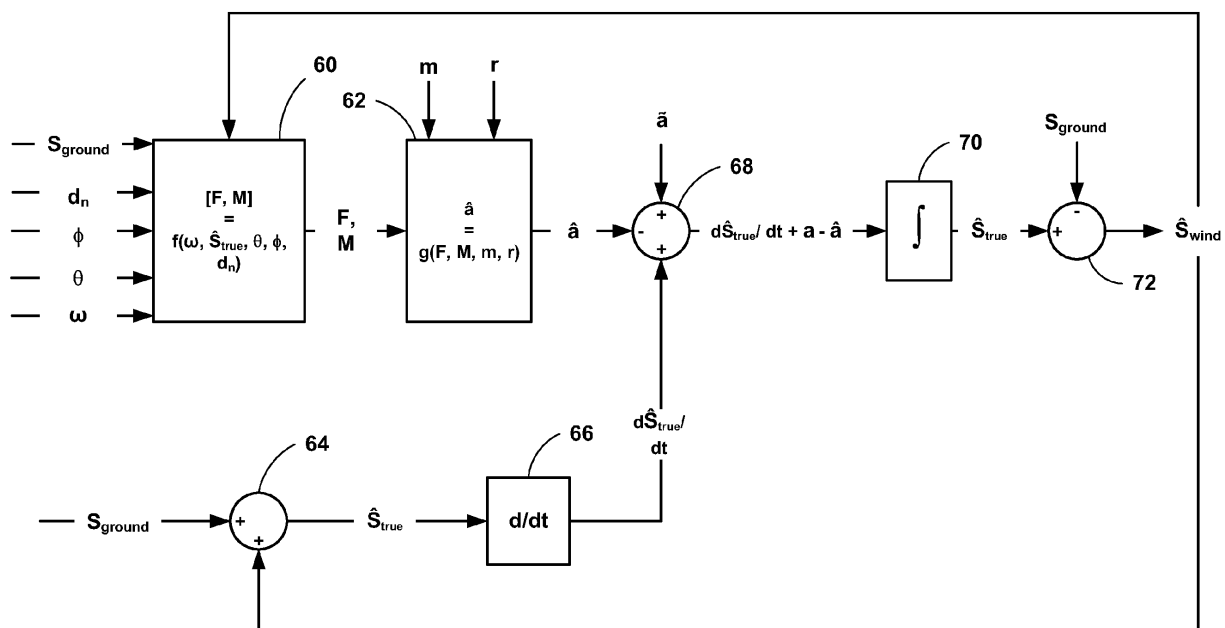 60
m
r
62
S_ground
d_n
ϕ
θ
ω
[F, M]
=
f(ω, Ŝ_true, θ, ϕ,
d_n)
F,
M
â
=
g(F, M, m, r)
â
ã
68
+
-
+
dŜ_true/ dt + a - â
70
∫
Ŝ_true
S_ground
-
+
72
Ŝ_wind
dŜ_true/
dt
64
66
S_ground
+
+
Ŝ_true
d/dt